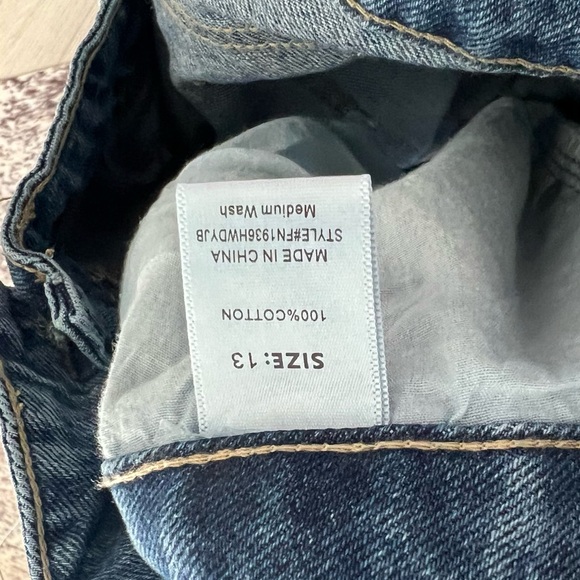 SIZE: 13
100%COTTON
MADE IN CHINA
STYLE#FN1936HWDYJB
Medium Wash